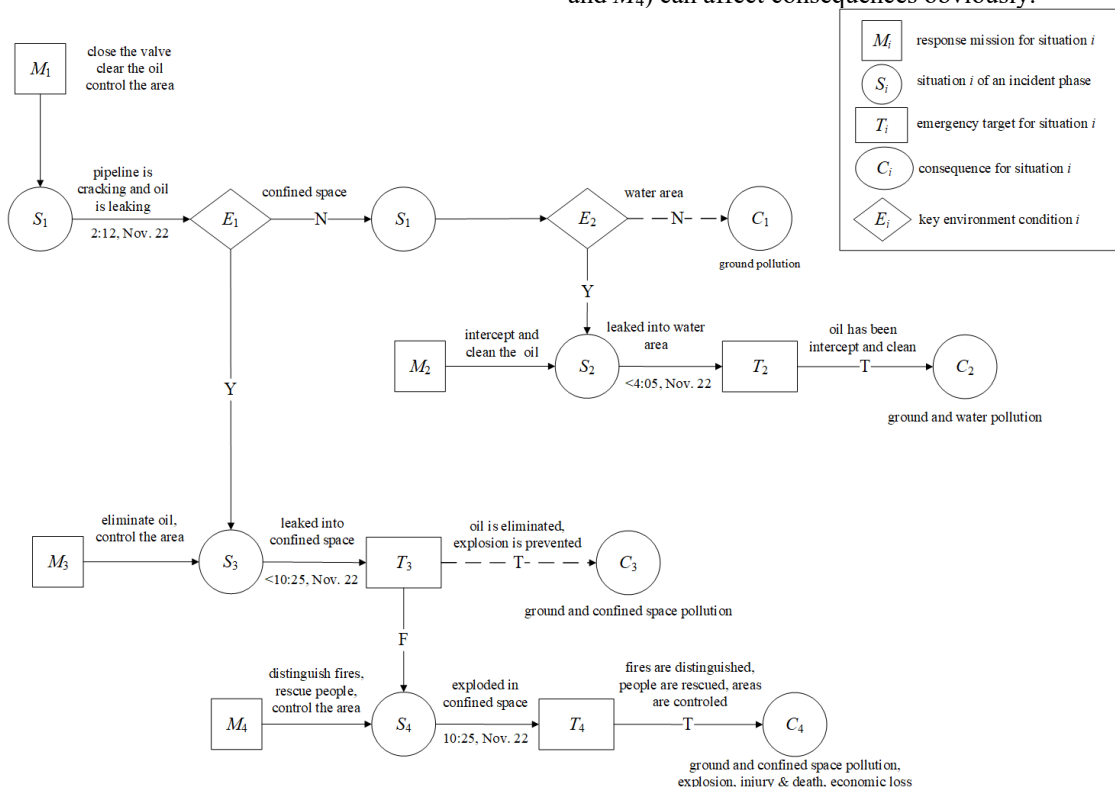 and M4) can affect consequences obviously.
Mi
response mission for situation i
Si
situation i of an incident phase
Ti
emergency target for situation i
Ci
consequence for situation i
Ei
key environment condition i
M1
close the valve
clear the oil
control the area
S1
pipeline is
cracking and oil
is leaking
2:12, Nov. 22
E1
confined space
N
S1
E2
water area
N
C1
ground pollution
Y
Y
M2
intercept and
clean the oil
S2
leaked into water
area
<4:05, Nov. 22
T2
oil has been
intercept and clean
T
C2
ground and water pollution
M3
eliminate oil,
control the area
S3
leaked into
confined space
<10:25, Nov. 22
T3
oil is eliminated,
explosion is prevented
T
C3
ground and confined space pollution
F
M4
distinguish fires,
rescue people,
control the area
S4
exploded in
confined space
10:25, Nov. 22
T4
fires are distinguished,
people are rescued, areas
are controled
T
C4
ground and confined space pollution,
explosion, injury & death, economic loss